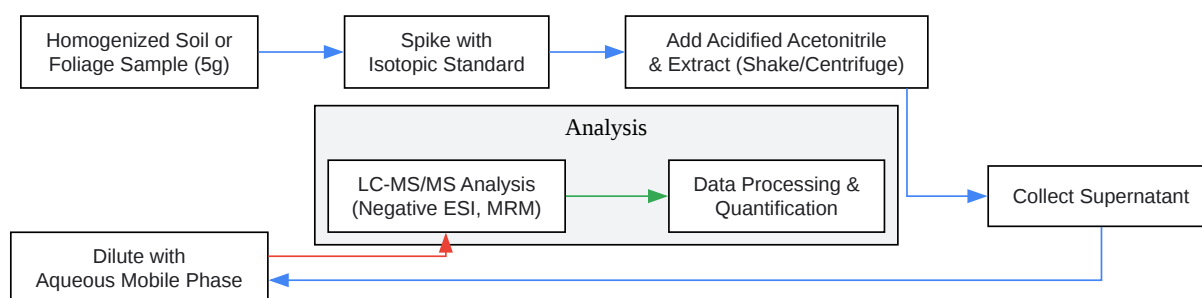 Homogenized Soil or
Foliage Sample (5g)
Spike with
Isotopic Standard
Add Acidified Acetonitrile
& Extract (Shake/Centrifuge)
Analysis
LC-MS/MS Analysis
(Negative ESI, MRM)
Data Processing &
Quantification
Collect Supernatant
Dilute with
Aqueous Mobile Phase